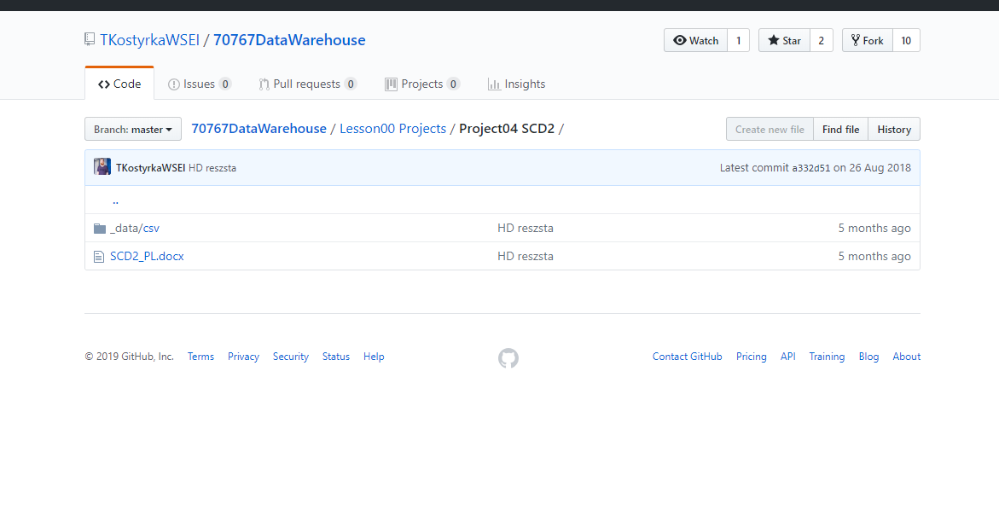 TKostyrkaWSEI / 70767DataWarehouse
Watch 1 Star 2 Fork 10
Code Issues 0 Pull requests 0 Projects 0 Insights
Branch: master 70767DataWarehouse / Lesson00 Projects / Project04 SCD2 / Create new file Find file History
TKostyrkaWSEI HD reszsta Latest commit a332d51 on 26 Aug 2018
..
_data/csv HD reszsta 5 months ago
SCD2_PL.docx HD reszsta 5 months ago
© 2019 GitHub, Inc. Terms Privacy Security Status Help Contact GitHub Pricing API Training Blog About